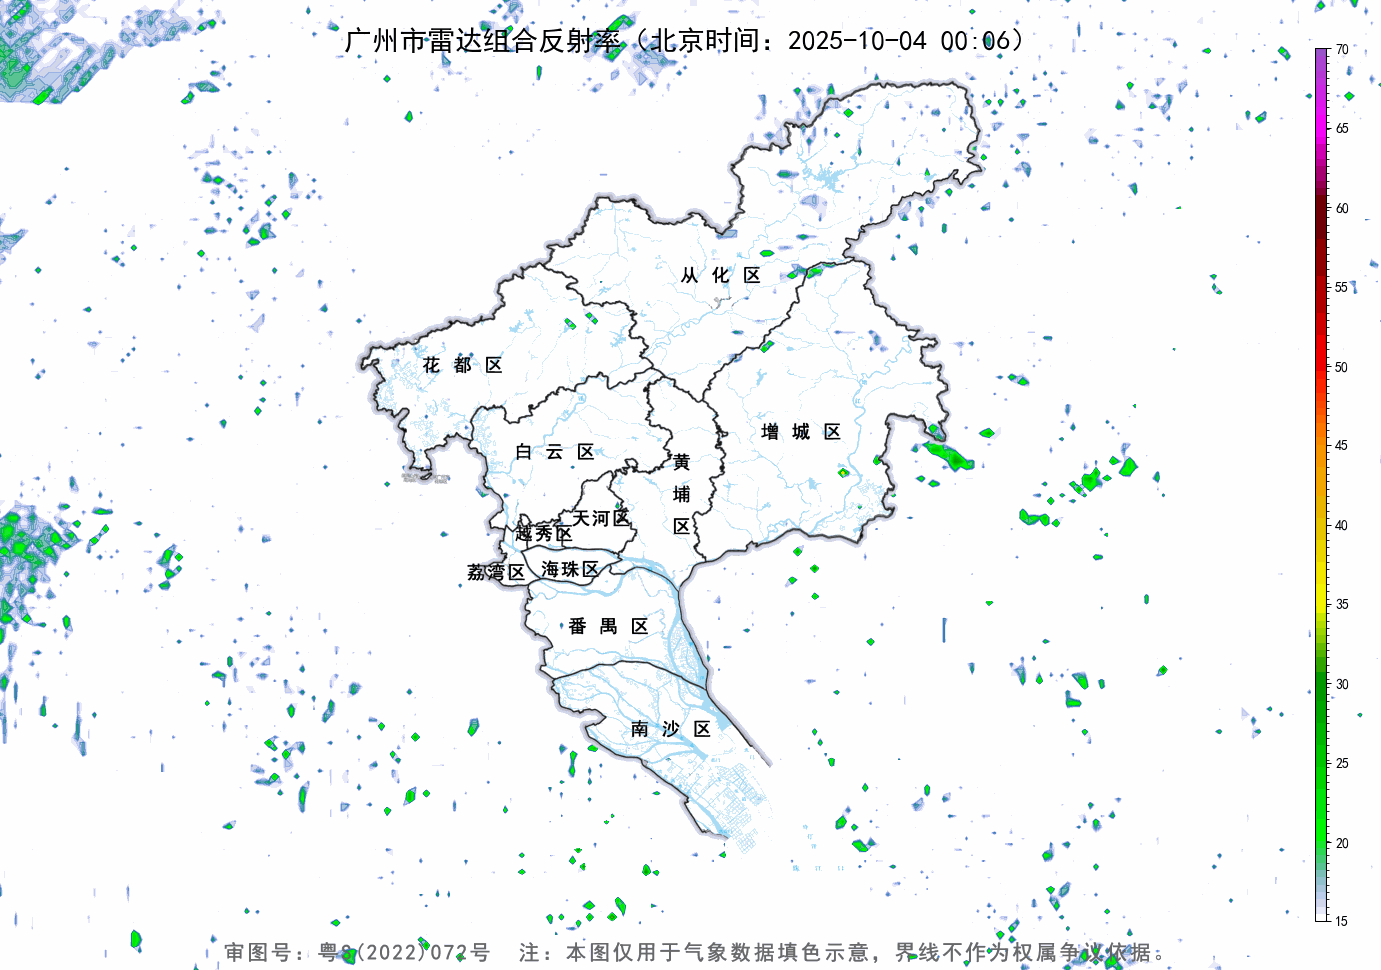 广州市雷达组合反射率（北京时间：2025-10-04 00:06）
70
65
60
55
50
45
40
35
30
25
20
15
从化区
花都区
增城区
白云区
黄埔区
天河区
越秀区
荔湾区
海珠区
番禺区
南沙区
审图号：粤S(2022)072号 注：本图仅用于气象数据填色示意，界线不作为权属争议依据。